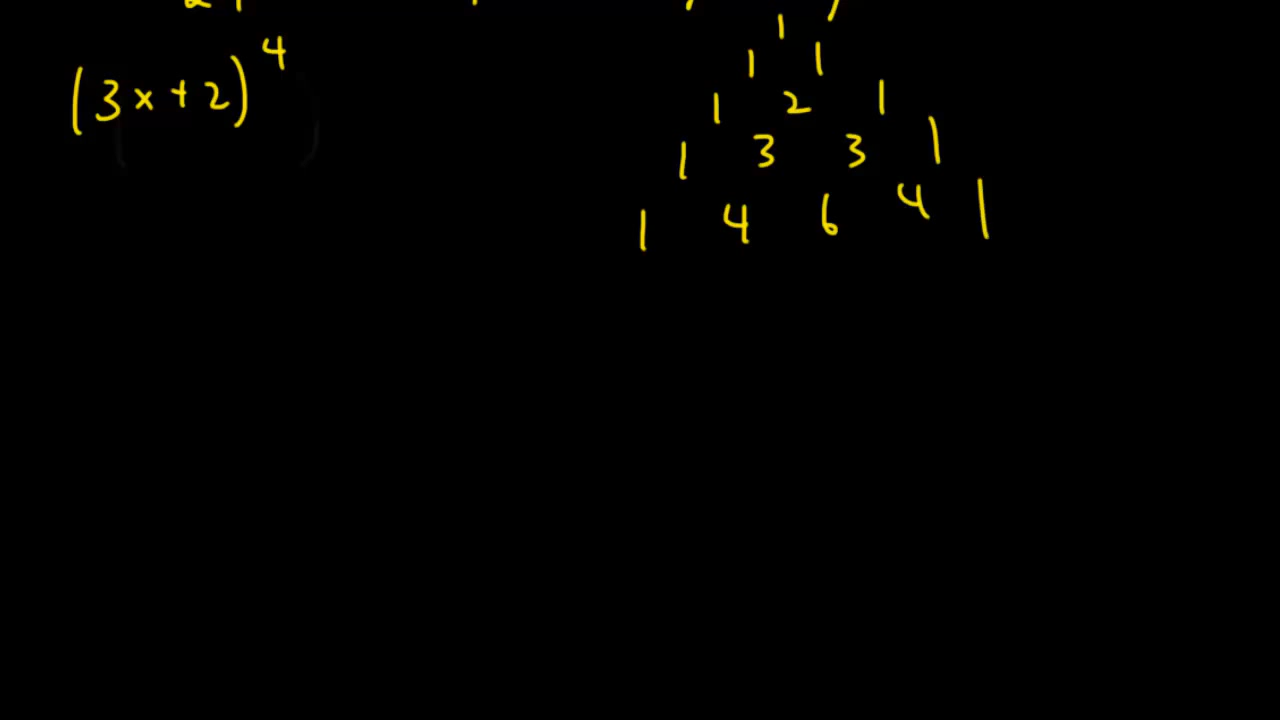 (3x+2)^4
1
1 1
1 2 1
1 3 3 1
1 4 6 4 1